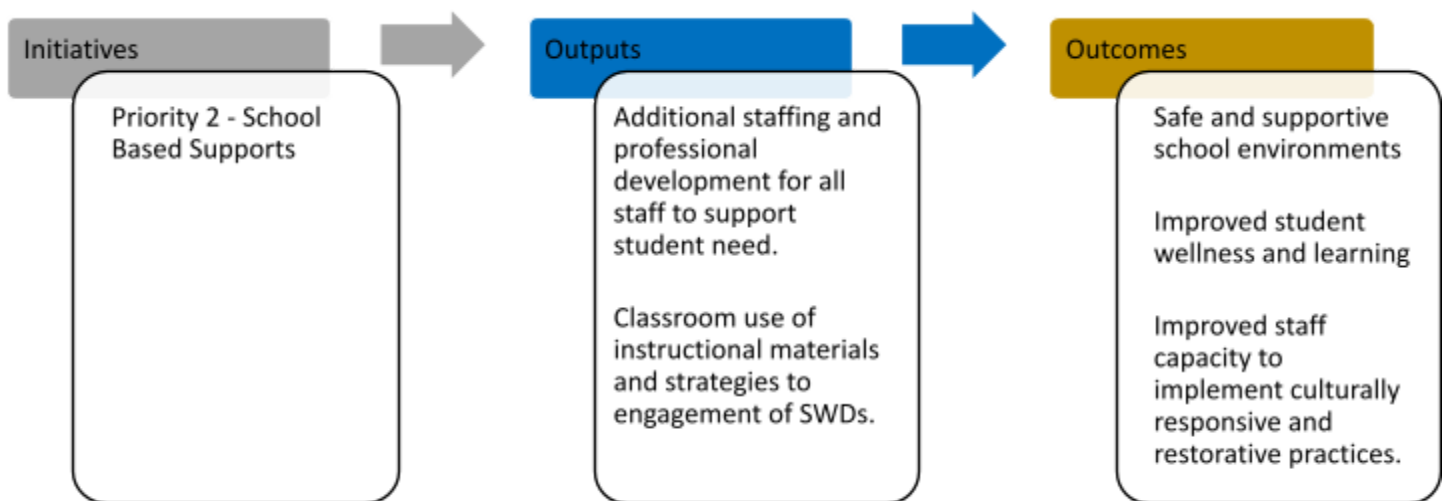 Initiatives
Priority 2 - School
Based Supports
Outputs
Additional staffing and
professional
development for all
staff to support
student need.
Classroom use of
instructional materials
and strategies to
engagement of SWDs.
Outcomes
Safe and supportive
school environments
Improved student
wellness and learning
Improved staff
capacity to
implement culturally
responsive and
restorative practices.